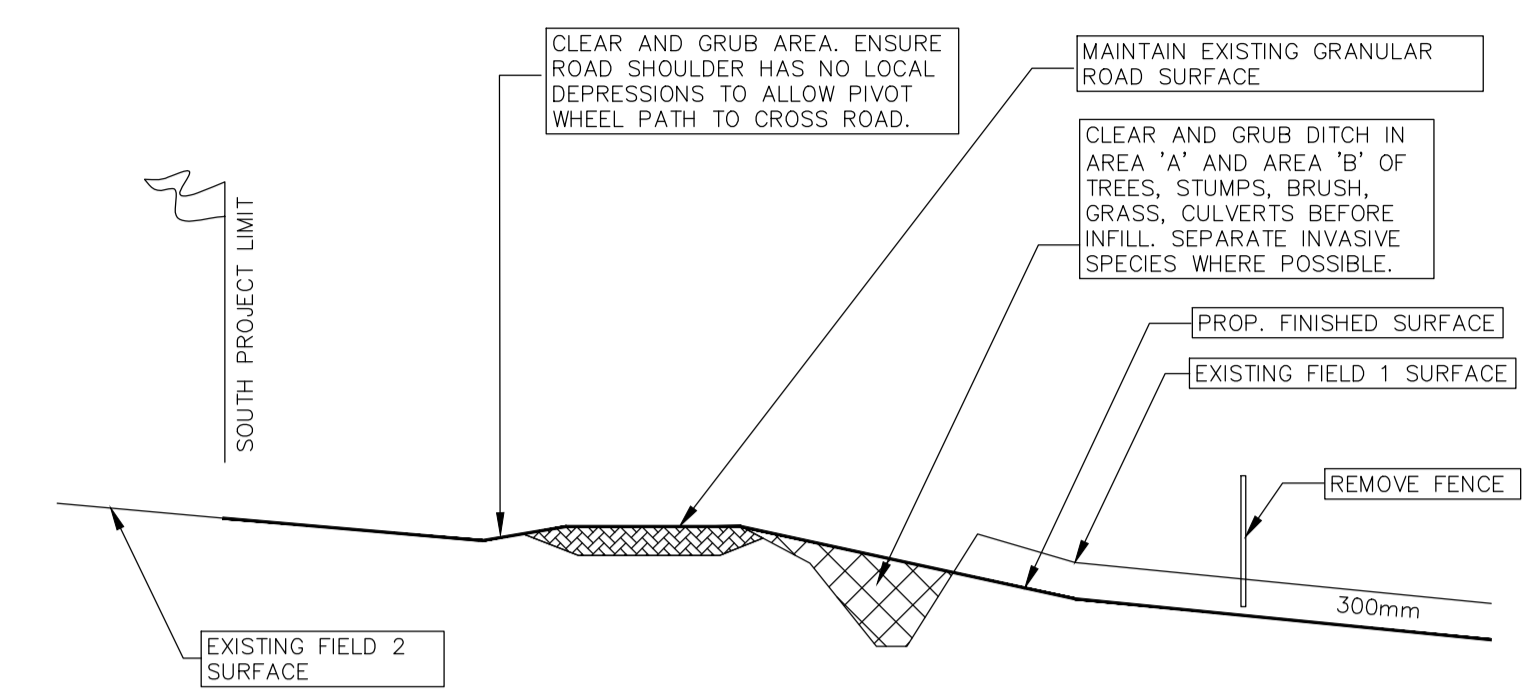 CLEAR AND GRUB AREA. ENSURE
ROAD SHOULDER HAS NO LOCAL
DEPRESSIONS TO ALLOW PIVOT
WHEEL PATH TO CROSS ROAD.
MAINTAIN EXISTING GRANULAR
ROAD SURFACE
CLEAR AND GRUB DITCH IN
AREA 'A' AND AREA 'B' OF
TREES, STUMPS, BRUSH,
GRASS, CULVERTS BEFORE
INFILL. SEPARATE INVASIVE
SPECIES WHERE POSSIBLE.
SOUTH PROJECT LIMIT
PROP. FINISHED SURFACE
EXISTING FIELD 1 SURFACE
REMOVE FENCE
300mm
EXISTING FIELD 2
SURFACE